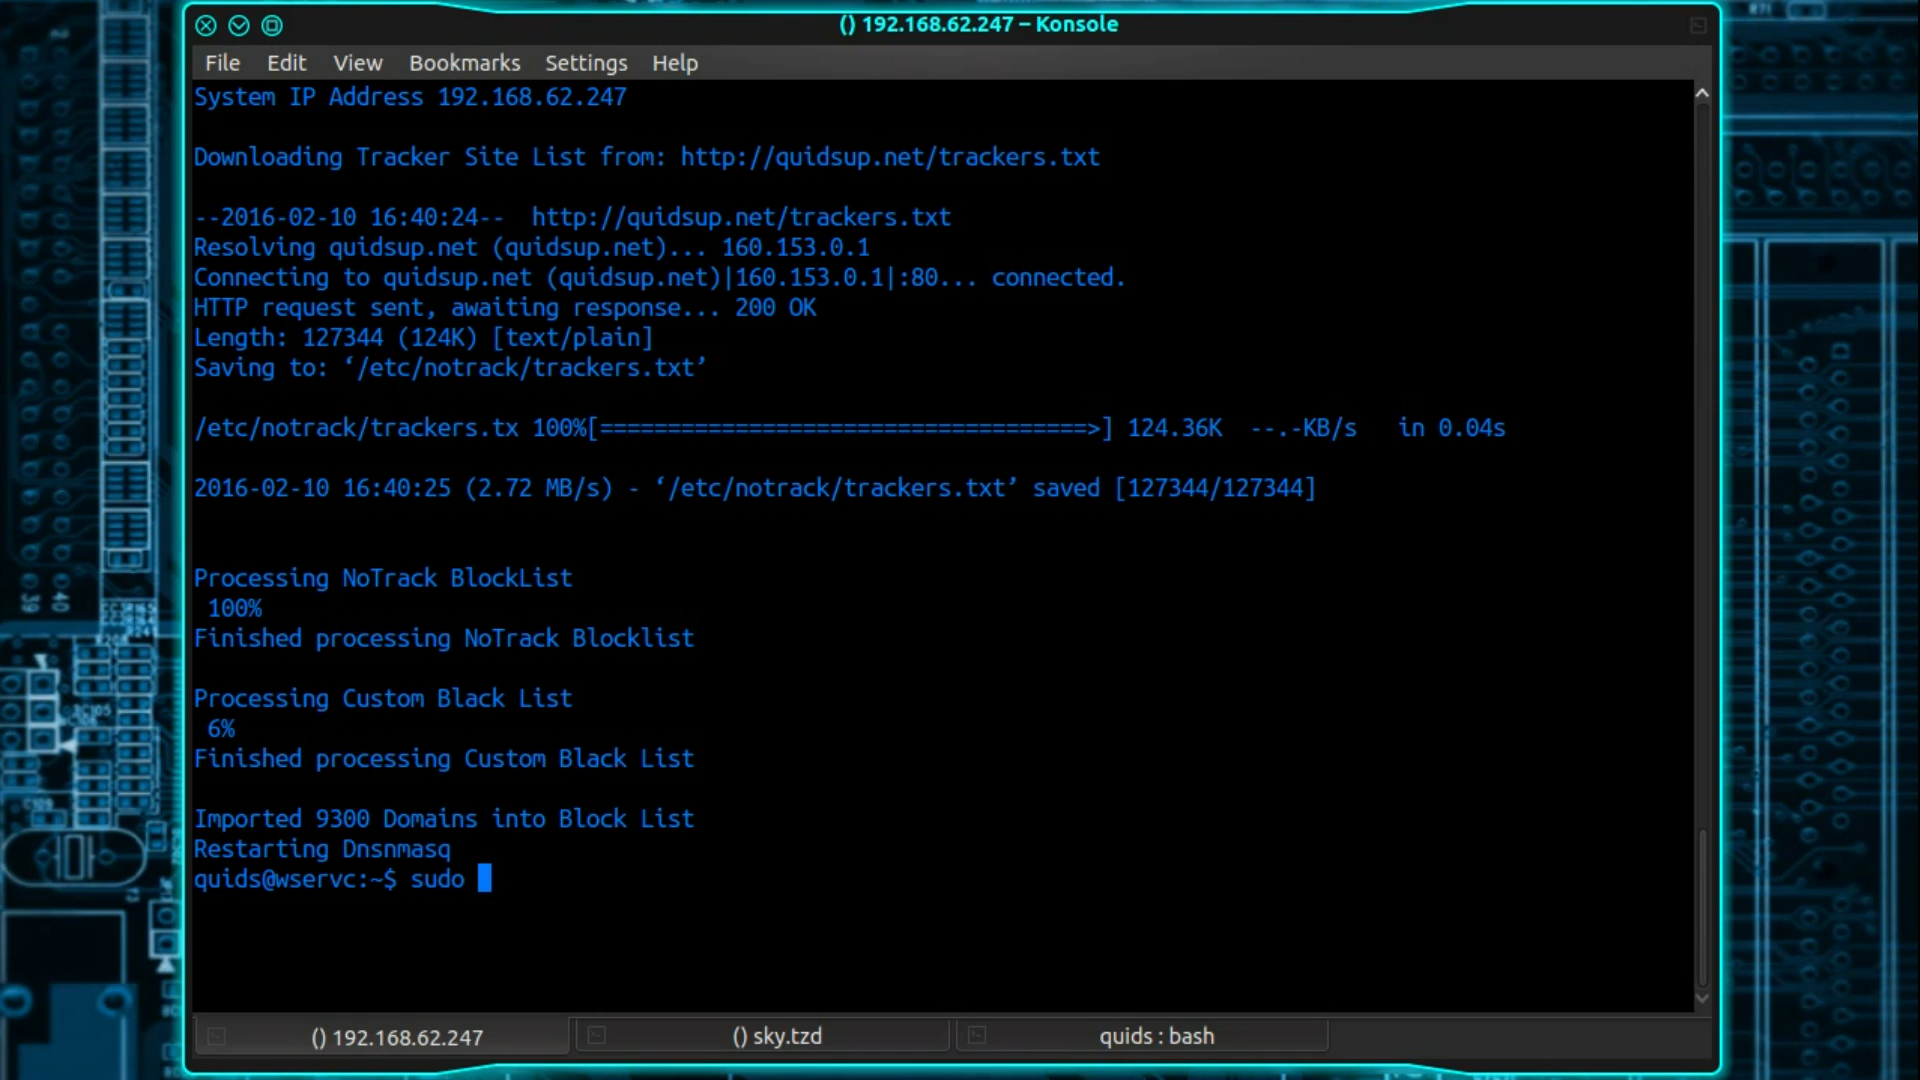 () 192.168.62.247 – Konsole
File Edit View Bookmarks Settings Help
System IP Address 192.168.62.247
Downloading Tracker Site List from: http://quidsup.net/trackers.txt
--2016-02-10 16:40:24--  http://quidsup.net/trackers.txt
Resolving quidsup.net (quidsup.net)... 160.153.0.1
Connecting to quidsup.net (quidsup.net)|160.153.0.1|:80... connected.
HTTP request sent, awaiting response... 200 OK
Length: 127344 (124K) [text/plain]
Saving to: ‘/etc/notrack/trackers.txt’
/etc/notrack/trackers.tx 100%[====================================>] 124.36K  --.-KB/s   in 0.04s
2016-02-10 16:40:25 (2.72 MB/s) - ‘/etc/notrack/trackers.txt’ saved [127344/127344]
Processing NoTrack BlockList
100%
Finished processing NoTrack Blocklist
Processing Custom Black List
6%
Finished processing Custom Black List
Imported 9300 Domains into Block List
Restarting Dnsnmasq
quids@wservc:~$ sudo
() 192.168.62.247
() sky.tzd
quids : bash
39
40